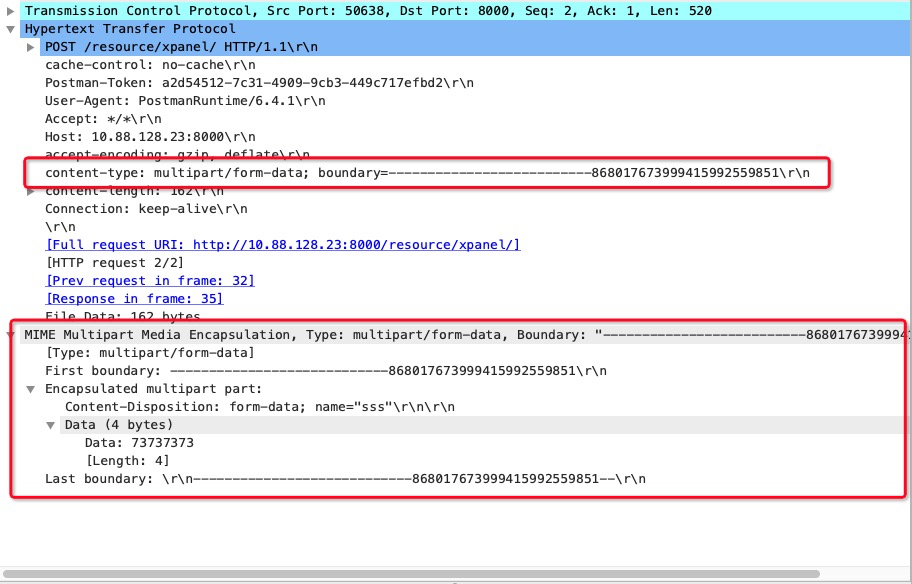 Transmission Control Protocol, Src Port: 50638, Dst Port: 8000, Seq: 2, Ack: 1, Len: 520
Hypertext Transfer Protocol
POST /resource/xpanel/ HTTP/1.1\r\n
cache-control: no-cache\r\n
Postman-Token: a2d54512-7c31-4909-9cb3-449c717efbd2\r\n
User-Agent: PostmanRuntime/6.4.1\r\n
Accept: */*\r\n
Host: 10.88.128.23:8000\r\n
accept-encoding: gzip, deflate\r\n
content-type: multipart/form-data; boundary=--------------------------868017673999415992559851\r\n
content-length: 162\r\n
Connection: keep-alive\r\n
\r\n
[Full request URI: http://10.88.128.23:8000/resource/xpanel/]
[HTTP request 2/2]
[Prev request in frame: 32]
[Response in frame: 35]
File Data: 162 bytes
MIME Multipart Media Encapsulation, Type: multipart/form-data, Boundary: "--------------------------86801767399941
[Type: multipart/form-data]
First boundary: ----------------------------868017673999415992559851\r\n
Encapsulated multipart part:
Content-Disposition: form-data; name="sss"\r\n\r\n
Data (4 bytes)
Data: 73737373
[Length: 4]
Last boundary: \r\n----------------------------868017673999415992559851--\r\n